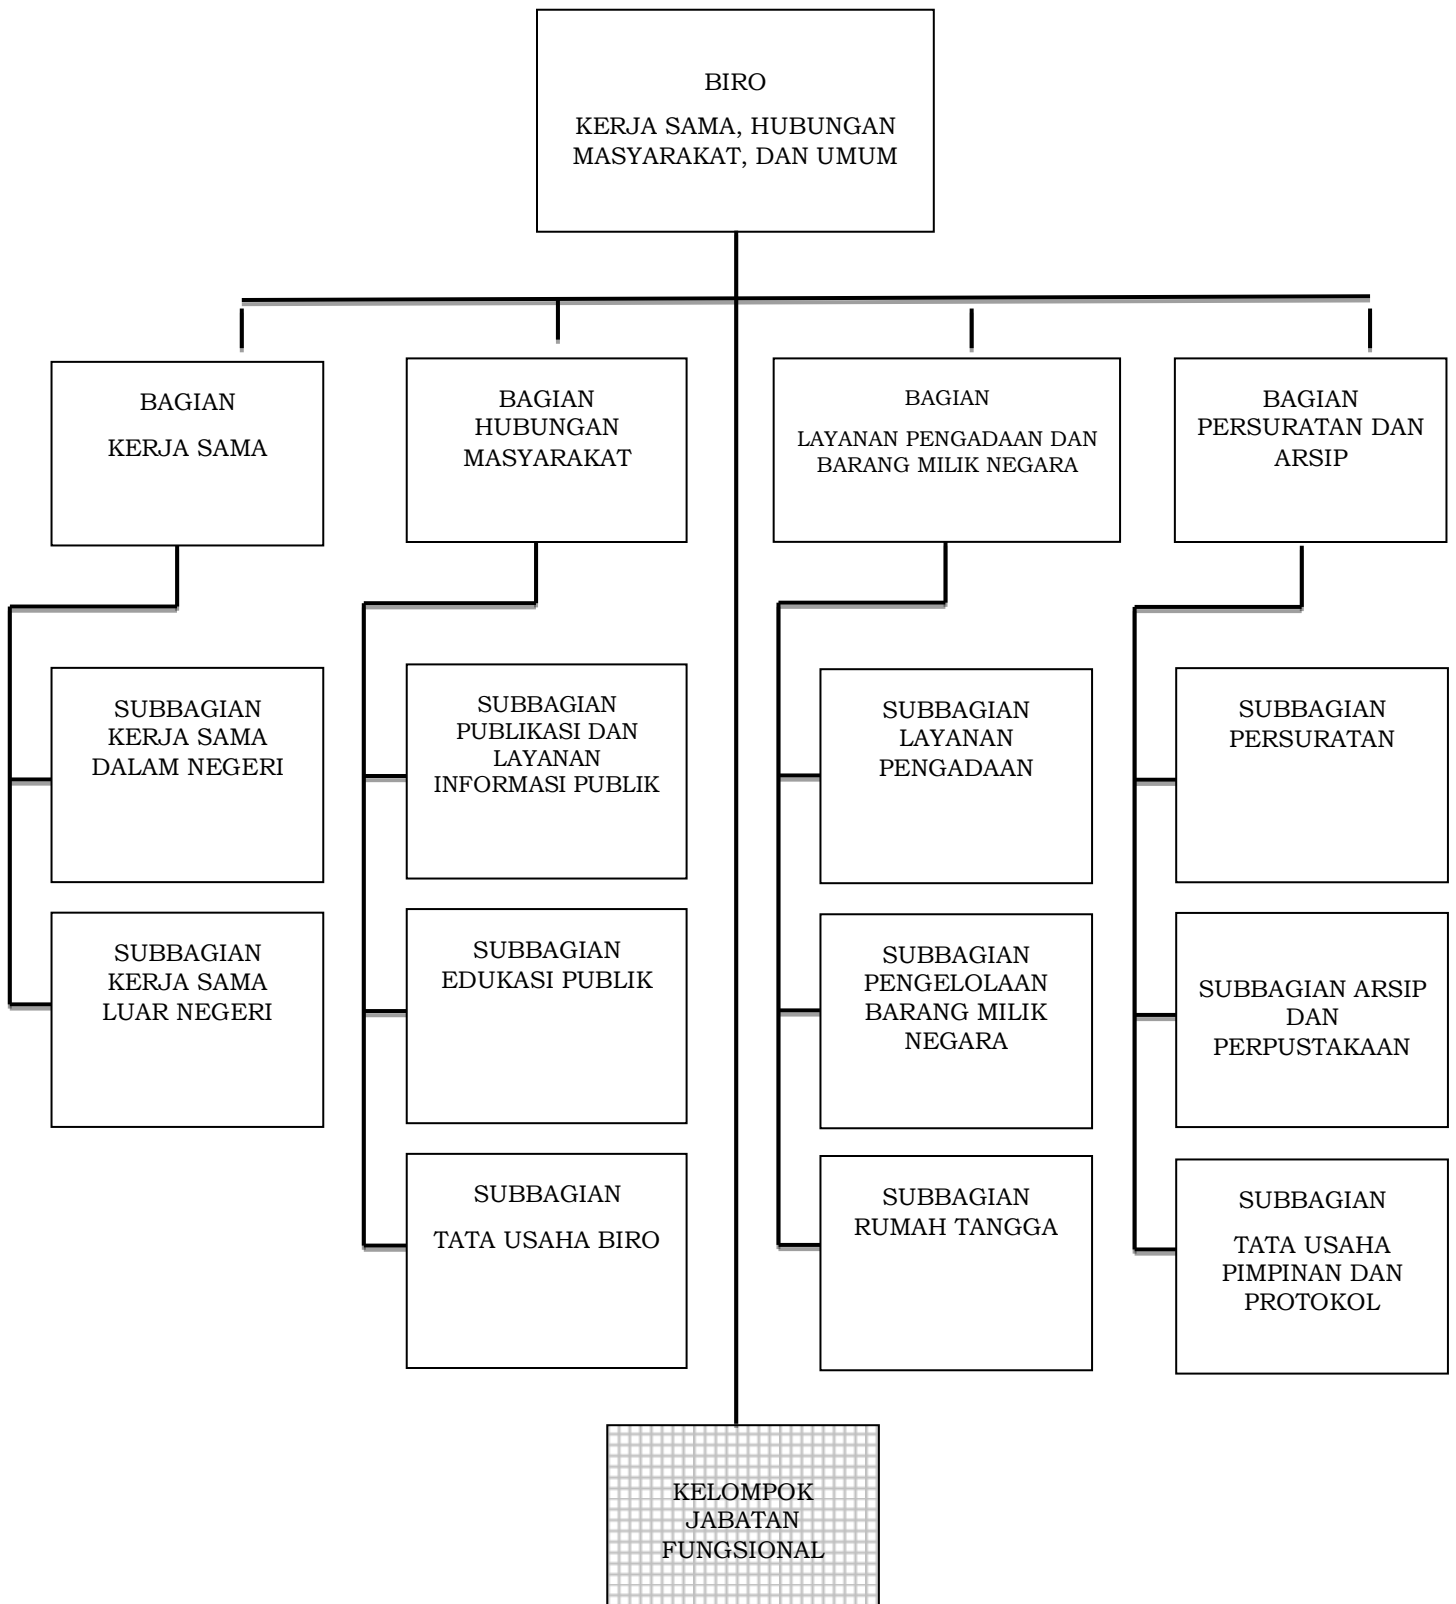 BIRO
KERJA SAMA, HUBUNGAN
MASYARAKAT, DAN UMUM
BAGIAN
KERJA SAMA
BAGIAN
HUBUNGAN
MASYARAKAT
BAGIAN
LAYANAN PENGADAAN DAN
BARANG MILIK NEGARA
BAGIAN
PERSURATAN DAN
ARSIP
SUBBAGIAN
KERJA SAMA
DALAM NEGERI
SUBBAGIAN
PUBLIKASI DAN
LAYANAN
INFORMASI PUBLIK
SUBBAGIAN
LAYANAN
PENGADAAN
SUBBAGIAN
PERSURATAN
SUBBAGIAN
KERJA SAMA
LUAR NEGERI
SUBBAGIAN
EDUKASI PUBLIK
SUBBAGIAN
PENGELOLAAN
BARANG MILIK
NEGARA
SUBBAGIAN ARSIP
DAN
PERPUSTAKAAN
SUBBAGIAN
TATA USAHA BIRO
SUBBAGIAN
RUMAH TANGGA
SUBBAGIAN
TATA USAHA
PIMPINAN DAN
PROTOKOL
KELOMPOK
JABATAN
FUNGSIONAL